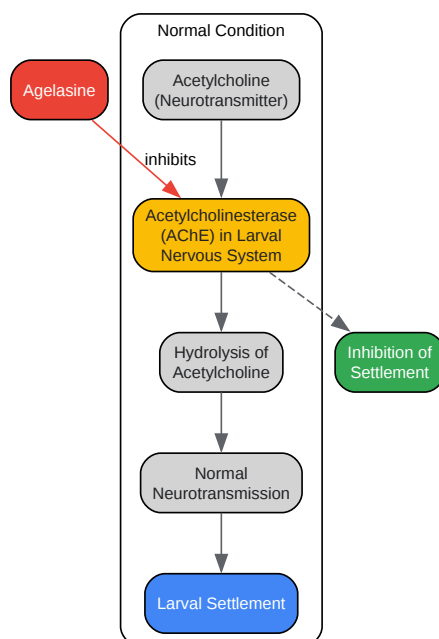 Normal Condition
Agelasine
Acetylcholine
(Neurotransmitter)
inhibits
Acetylcholinesterase
(AChE) in Larval
Nervous System
Hydrolysis of
Acetylcholine
Inhibition of
Settlement
Normal
Neurotransmission
Larval Settlement